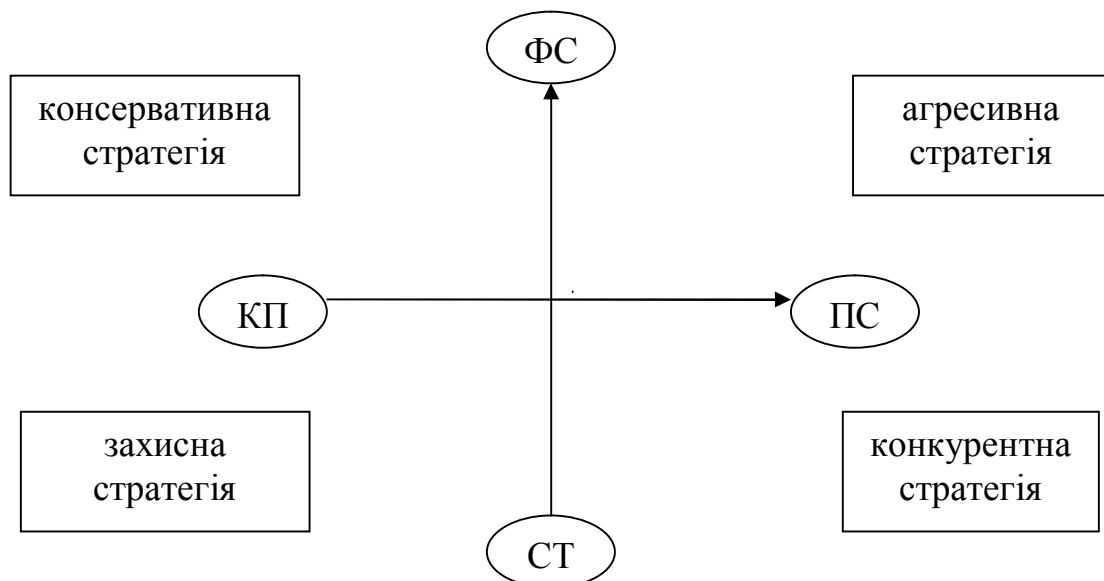 ФС
консервативна
стратегія
агресивна
стратегія
КП
ПС
захисна
стратегія
конкурентна
стратегія
СТ